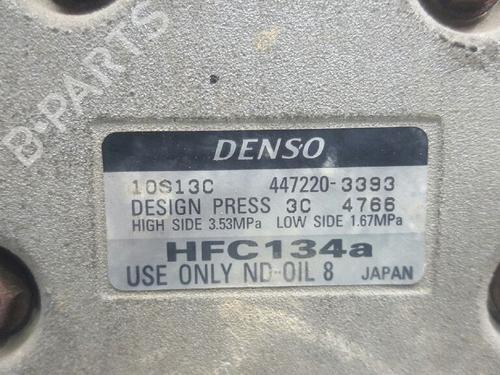 B-PARTS
DENSO
10S13C 447220-3393
DESIGN PRESS 3C 4766
HIGH SIDE 3.53MPa LOW SIDE 1.67MPa
HFC134a
USE ONLY ND-OIL 8 JAPAN